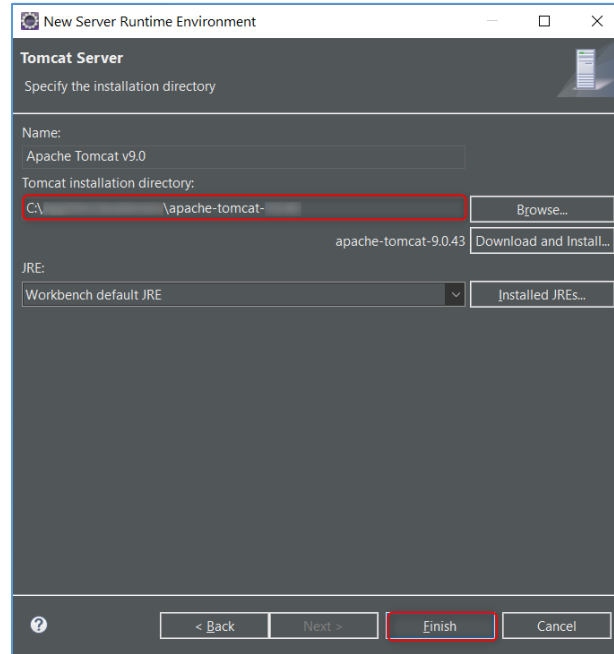 New Server Runtime Environment
Tomcat Server
Specify the installation directory
Name:
Apache Tomcat v9.0
Tomcat installation directory:
C:\ \apache-tomcat-
Browse...
apache-tomcat-9.0.43 Download and Install...
JRE:
Workbench default JRE
Installed JREs...
? < Back Next > Finish Cancel